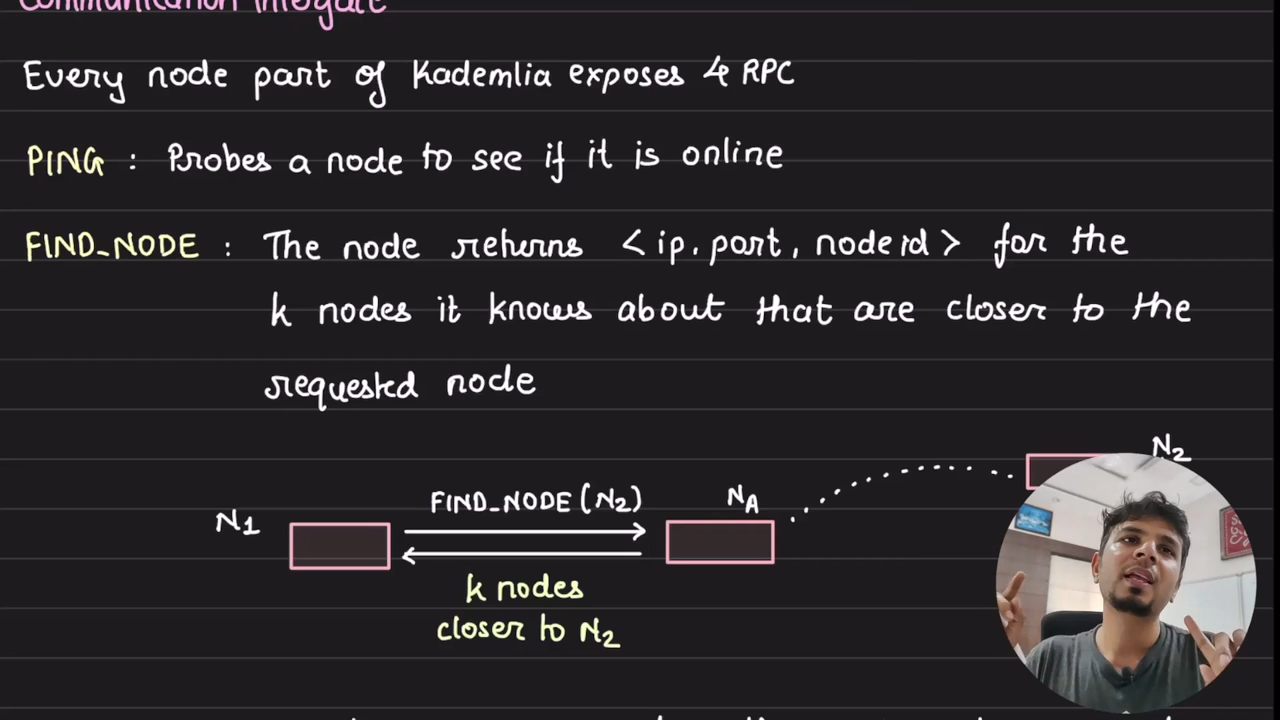 Communication Interface
Every node part of Kademlia exposes 4 RPC
PING : Probes a node to see if it is online
FIND_NODE : The node returns <ip, port, node id> for the
k nodes it knows about that are closer to the
requested node
N2
FIND_NODE (N2)
NA
N1
k nodes
closer to N2